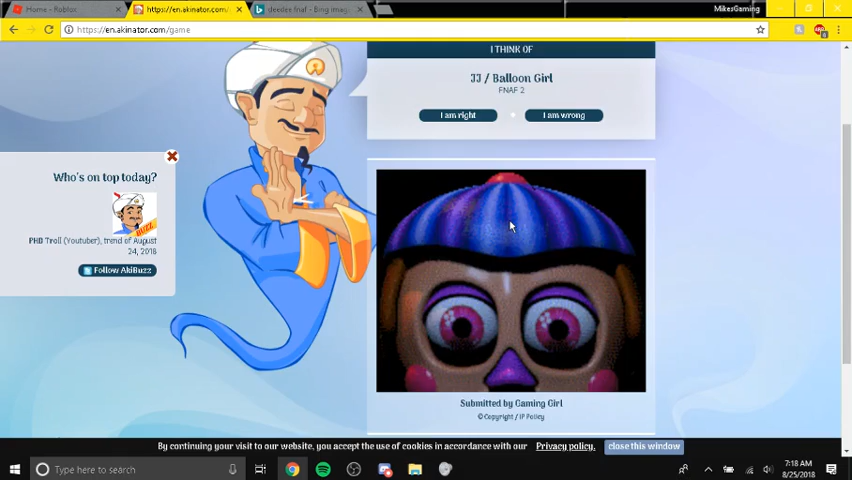 Home - Roblox
https://en.akinator.com/
deedee fnaf - Bing imag
MikesGaming
https://en.akinator.com/game
I THINK OF
JJ / Balloon Girl
FNAF 2
I am right
I am wrong
Who's on top today?
BUZZ
PHB Troll (Youtuber), trend of August
24, 2018
Follow AkiBuzz
Submitted by Gaming Girl
© Copyright / IP Policy
By continuing your visit to our website, you accept the use of cookies in accordance with our Privacy policy. close this window
Type here to search
7:18 AM
8/25/2018